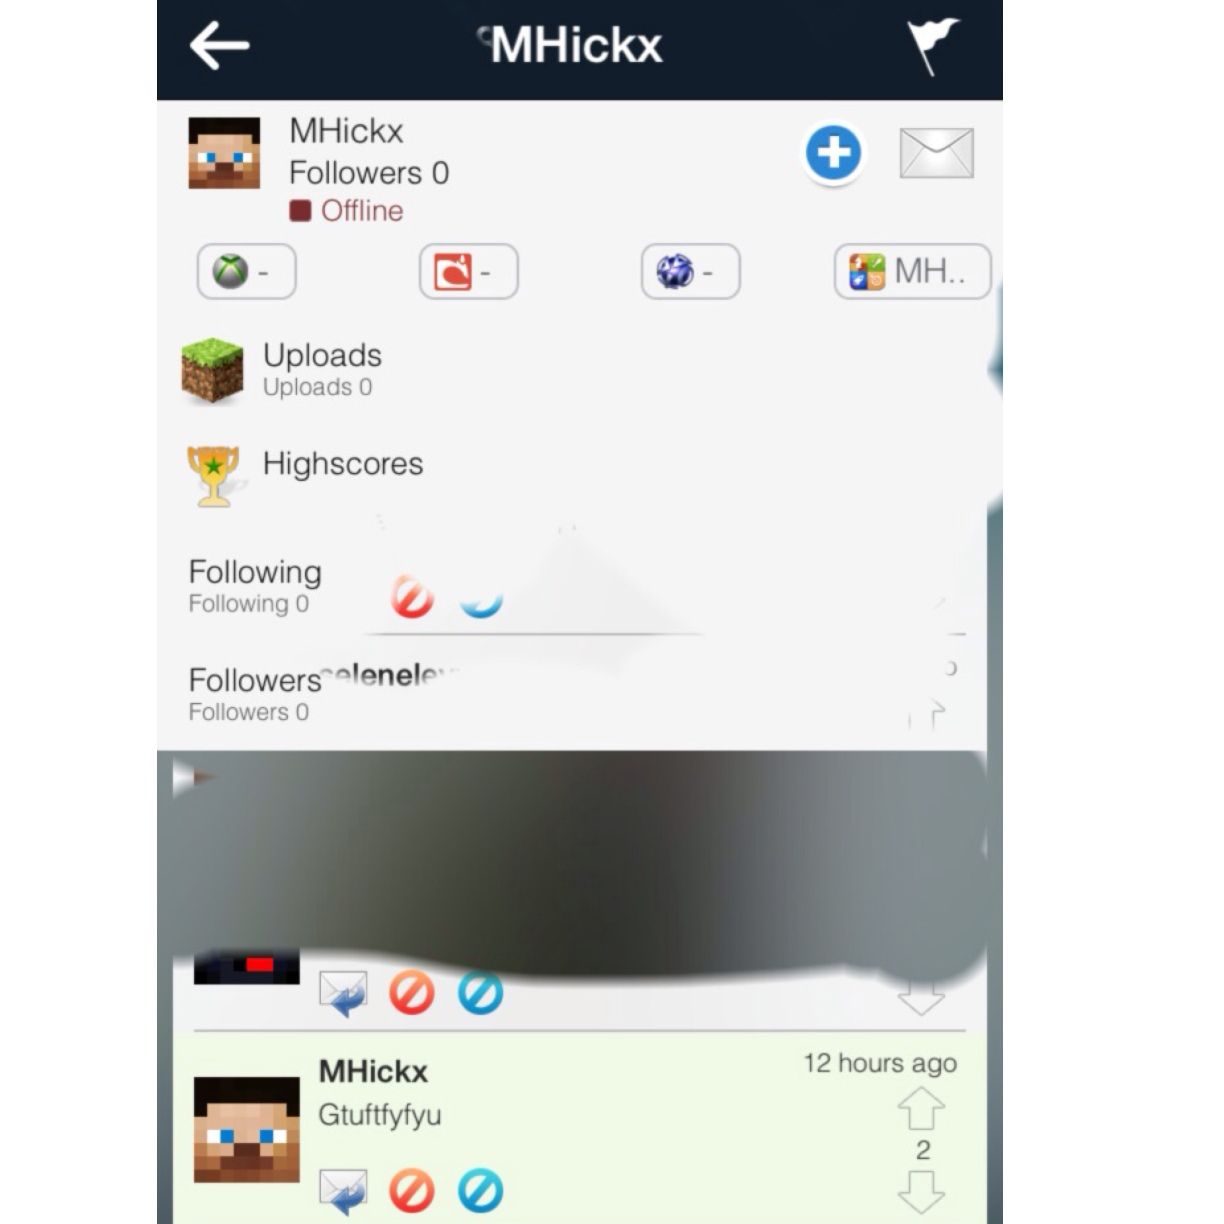 MHickx
MHickx
Followers 0
Offline
-
-
-
MH..
Uploads
Uploads 0
Highscores
Following
Following 0
Followers
Followers 0
MHickx
12 hours ago
Gtuftfyfyu
2